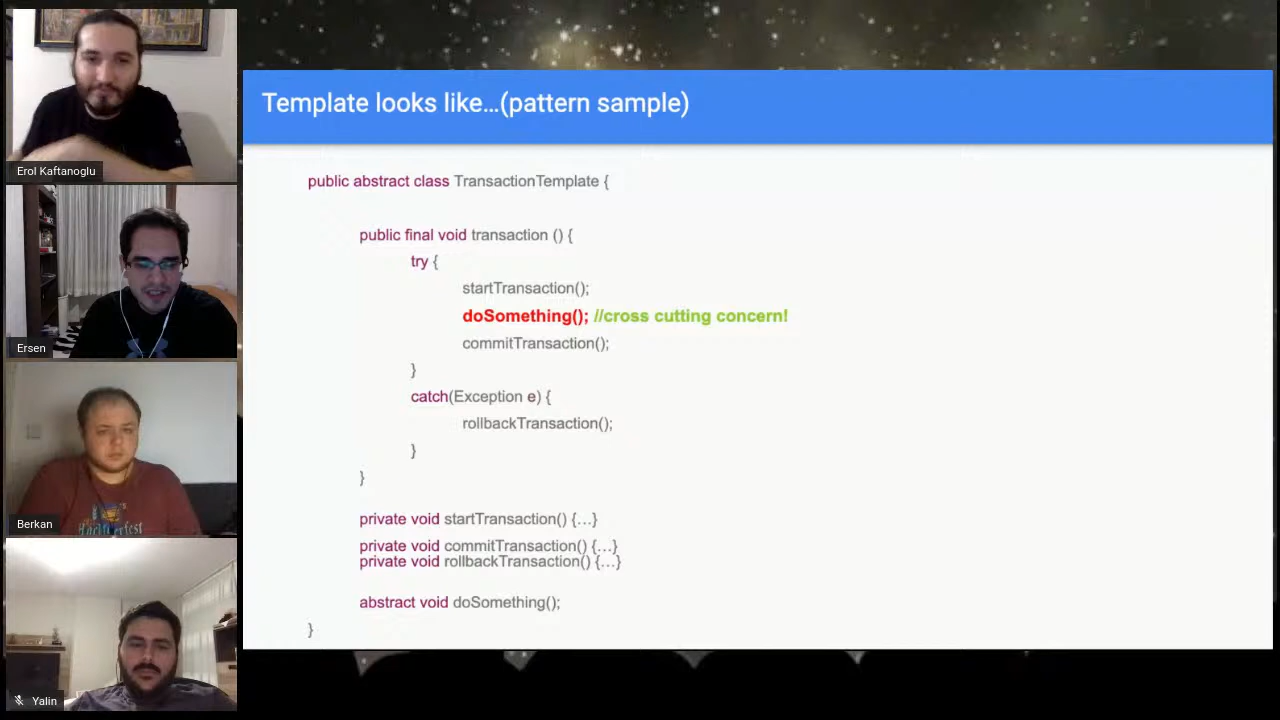 Erol Kaftanoglu
Ersen
Berkan
Yalin
Template looks like...(pattern sample)
public abstract class TransactionTemplate {
public final void transaction () {
try {
startTransaction();
doSomething(); //cross cutting concern!
commitTransaction();
}
catch(Exception e) {
rollbackTransaction();
}
}
private void startTransaction() {...}
private void commitTransaction() {...}
private void rollbackTransaction() {...}
abstract void doSomething();
}